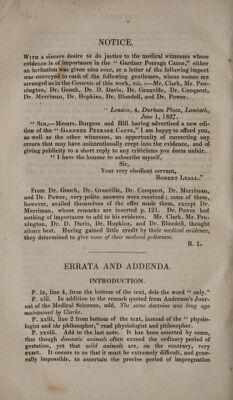 NOTICE.
WITH a sincere desire to do justice to the medical witnesses whose
evidence is of importance in the " Gardner Peerage Cause," either
an invitation was given viva voce, or a letter of the following import
was conveyed to each of the following gentlemen, whose names are
arranged as in the Contents of this work, viz. :—Mr. Clark, Mr. Pen-
nington, Dr. Gooch, Dr. D. Davis, Dr. Granville, Dr. Conquest,
Dr. Merriman, Dr. Hopkins, Dr. Blundell, and Dr. Power.
" London, 4, Durham Place, Lambeth,
June 1, 1827.
" SIR,—Messrs. Burgess and Hill having advertised a new edi-
tion of the " GARDNER PEERAGE CAUSE," I am happy to afford you,
as well as the other witnesses, an opportunity of correcting any
errors that may have unintentionally crept into the evidence, and of
giving publicity to a short reply to any criticisms you deem unfair.
" I have the honour to subscribe myself,
Sir,
Your very obedient servant,
ROBERT LYALL."
From Dr. Gooch, Dr. Granville, Dr. Conquest, Dr. Merriman,
and Dr. Power, very polite answers were received ; none of them,
however, availed themselves of the offer made them, except Dr.
Merriman, whose remarks are inserted p. 121. Dr. Power had
nothing of importance to add to his evidence. Mr. Clark, Mr. Pen-
nington, Dr. D. Davis, Dr. Hopkins, and Dr. Blundell, thought
silence best. Having gained little credit by their medical evidence,
they determined to give none of their medical politeness.
R. L.
ERRATA AND ADDENDA.
INTRODUCTION.
P. ix, line 4, from the bottom of the text, dele the word " only."
P. xiii. In addition to the remark quoted from Anderson's Jour-
nal of the Medical Sciences, add, The same doctrine was long ago
maintained by Clarke.
P. xxiii, line 2 from bottom of the text, instead of the " physio-
logist and the philosopher," read physiologist and philosopher.
P. xxviii. Add to the last note. It has been asserted by some,
that though domestic animals often exceed the ordinary period of
gestation, yet that wild animals are, on the contrary, very
exact. It occurs to us that it must be extremely difficult, and gene-
rally impossible, to ascertain the precise period of impregnation